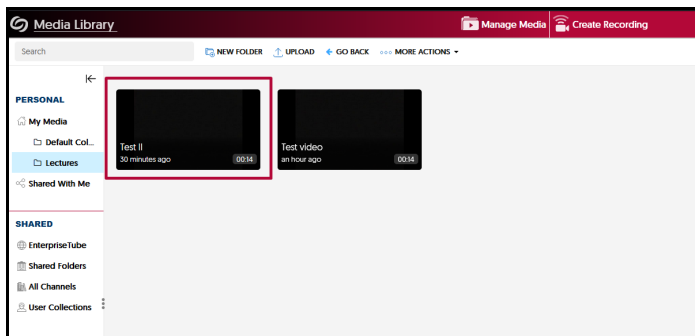 Media Library
Manage Media
Create Recording
Search
NEW FOLDER
UPLOAD
GO BACK
MORE ACTIONS
PERSONAL
My Media
Default Col...
Lectures
Shared With Me
Test II
30 minutes ago
00:14
Test video
an hour ago
00:14
SHARED
EnterpriseTube
Shared Folders
All Channels
User Collections